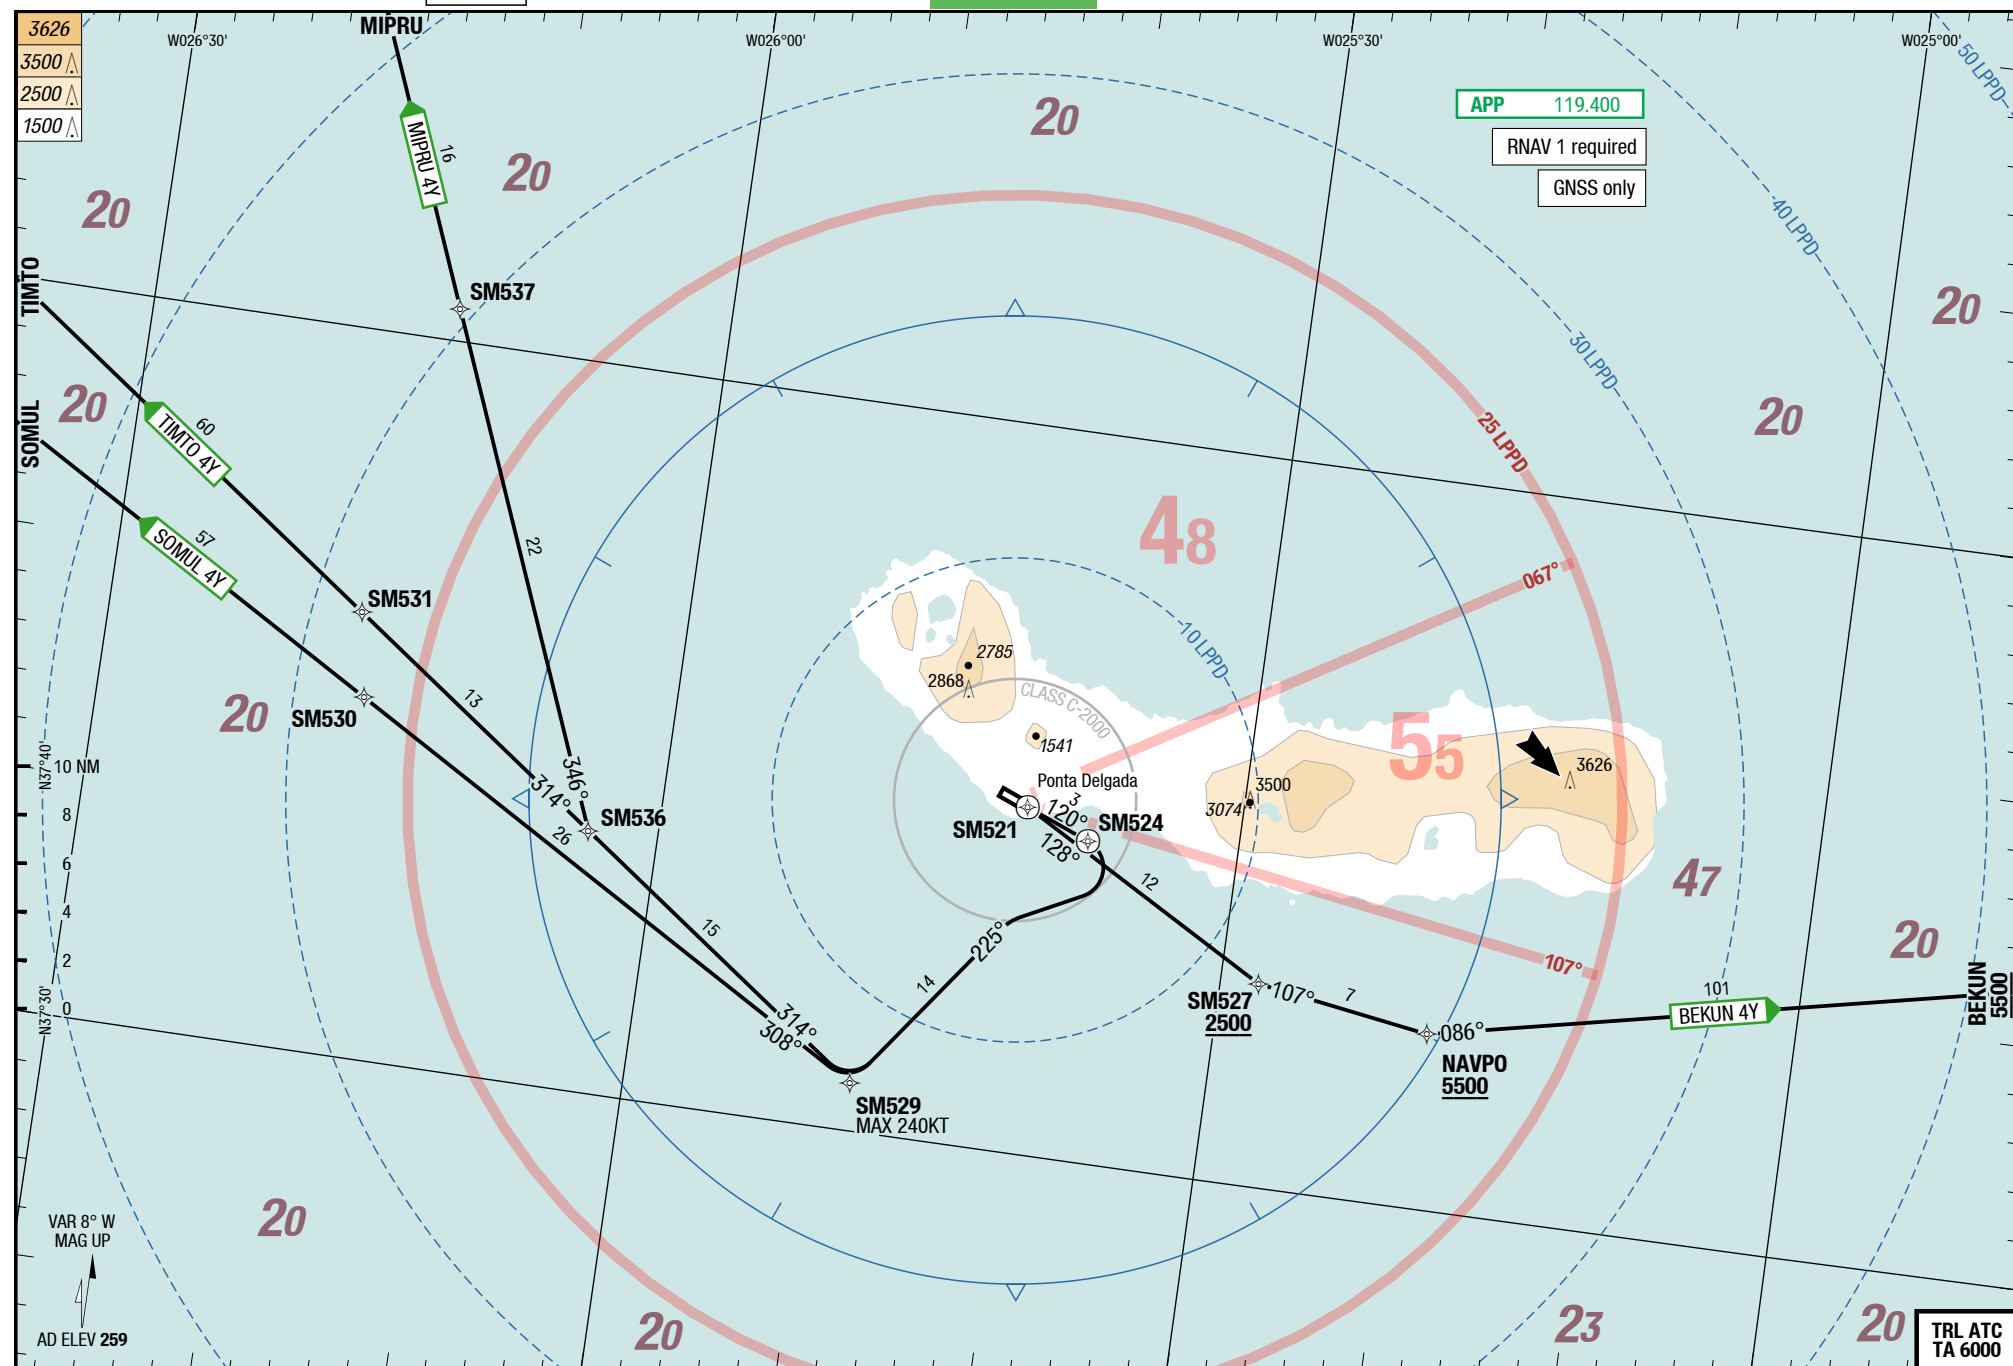 MIPRU
3626
3500
2500
1500
W026°30'
W026°00'
W025°30'
W025°00'
50 LPPD
APP 119.400
RNAV 1 required
GNSS only
20
20
20
16
MIPRU 4Y
40 LPPD
TIMTO
SM537
20
30 LPPD
20
20
SOMUL
60
TIMTO 4Y
25 LPPD
57
SOMUL 4Y
22
48
067°
SM531
10 LPPD
2785
2868
CLASS C-2000
20
SM530
13
1541
55
3626
N37°40'
10 NM
346°
314°
Ponta Delgada
3500
3074
3
120°
SM521
SM524
128°
8
SM536
26
6
47
12
4
15
225°
20
2
107°
14
SM527
2500
107°
7
101
BEKUN 4Y
BEKUN
5500
N37°30'
0
314°
308°
086°
NAVPO
5500
SM529
MAX 240KT
VAR 8° W
MAG UP
20
AD ELEV 259
20
23
20
TRL ATC
TA 6000